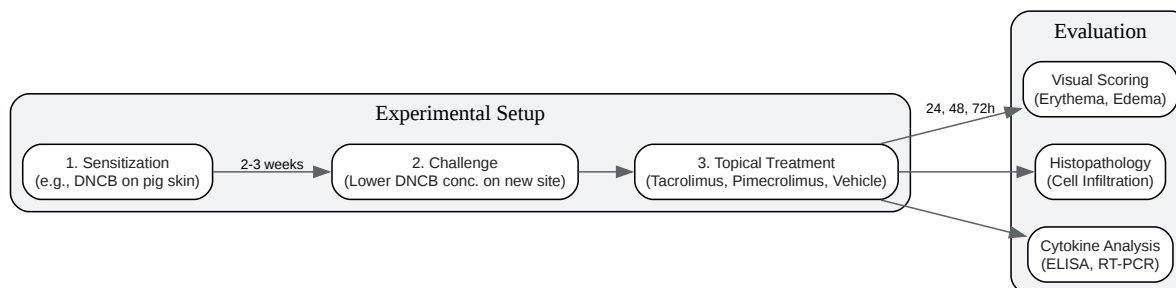 Experimental Setup
1. Sensitization
(e.g., DNCB on pig skin)
2-3 weeks
2. Challenge
(Lower DNCB conc. on new site)
3. Topical Treatment
(Tacrolimus, Pimecrolimus, Vehicle)
24, 48, 72h
Evaluation
Visual Scoring
(Erythema, Edema)
Histopathology
(Cell Infiltration)
Cytokine Analysis
(ELISA, RT-PCR)